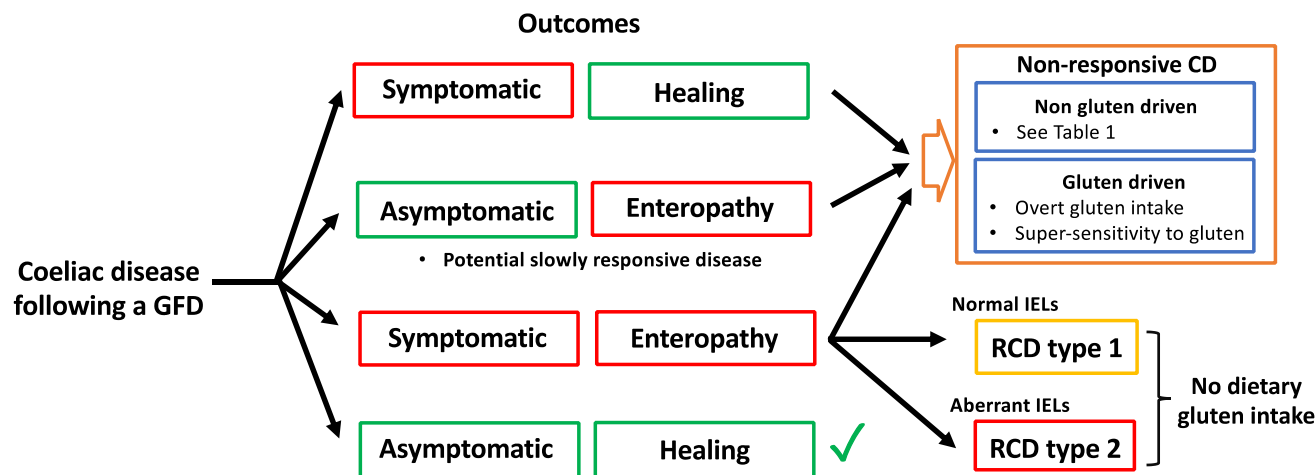 Outcomes
Symptomatic
Healing
Asymptomatic
Enteropathy
• Potential slowly responsive disease
Coeliac disease
following a GFD
Symptomatic
Enteropathy
Asymptomatic
Healing
Non-responsive CD
Non gluten driven
• See Table 1
Gluten driven
• Overt gluten intake
• Super-sensitivity to gluten
Normal IELs
RCD type 1
Aberrant IELs
RCD type 2
No dietary
gluten intake